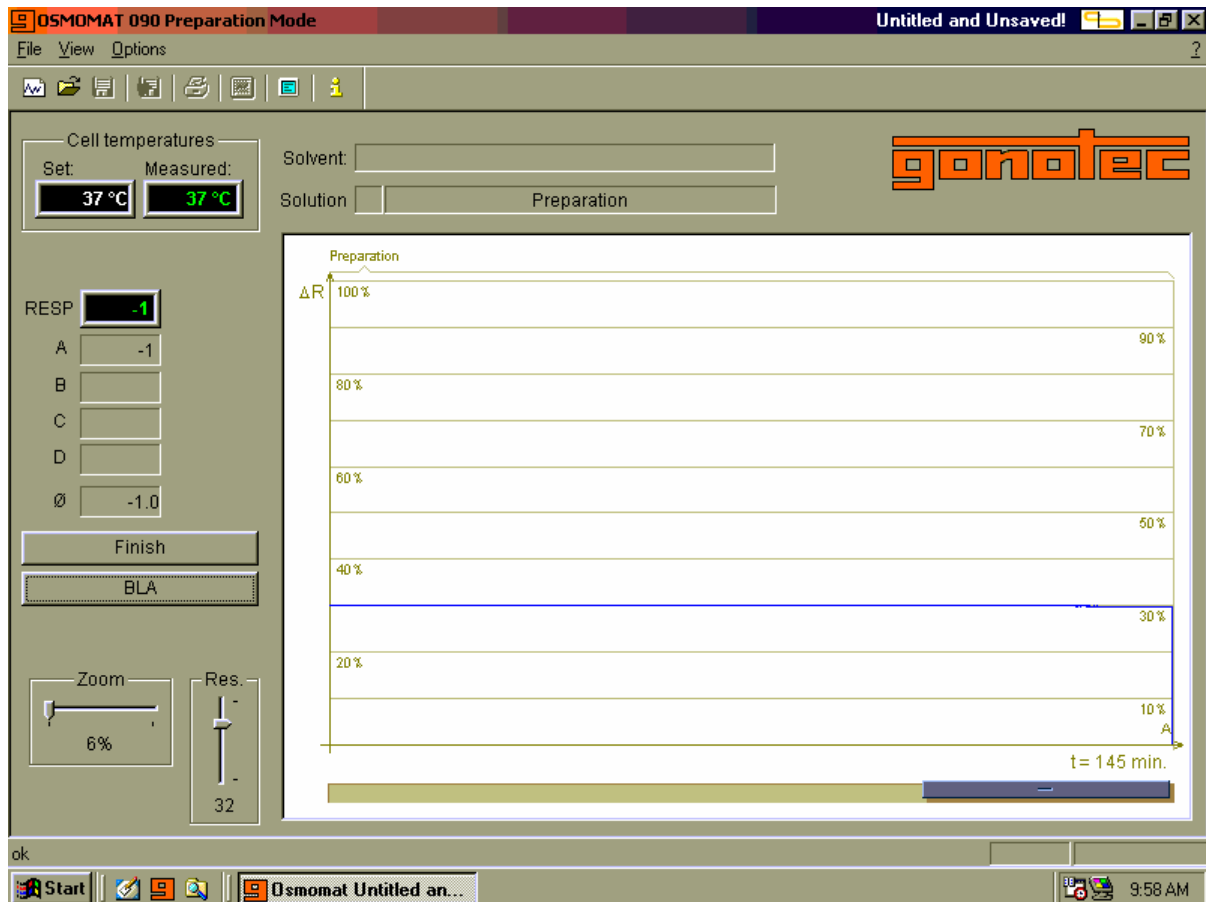 OSMOMAT 090 Preparation Mode Untitled and Unsaved!
File View Options ?
Cell temperatures
Set: Measured:
37 °C 37 °C
Solvent:
Solution Preparation
gonotec
Preparation
ΔR 100 %
90 %
80 %
70 %
60 %
50 %
40 %
30 %
20 %
10 %
A
t = 145 min.
RESP -1
A -1
B
C
D
Ø -1.0
Finish
BLA
Zoom
6%
Res.
-
-
32
ok
Start Osmomat Untitled an... 9:58 AM